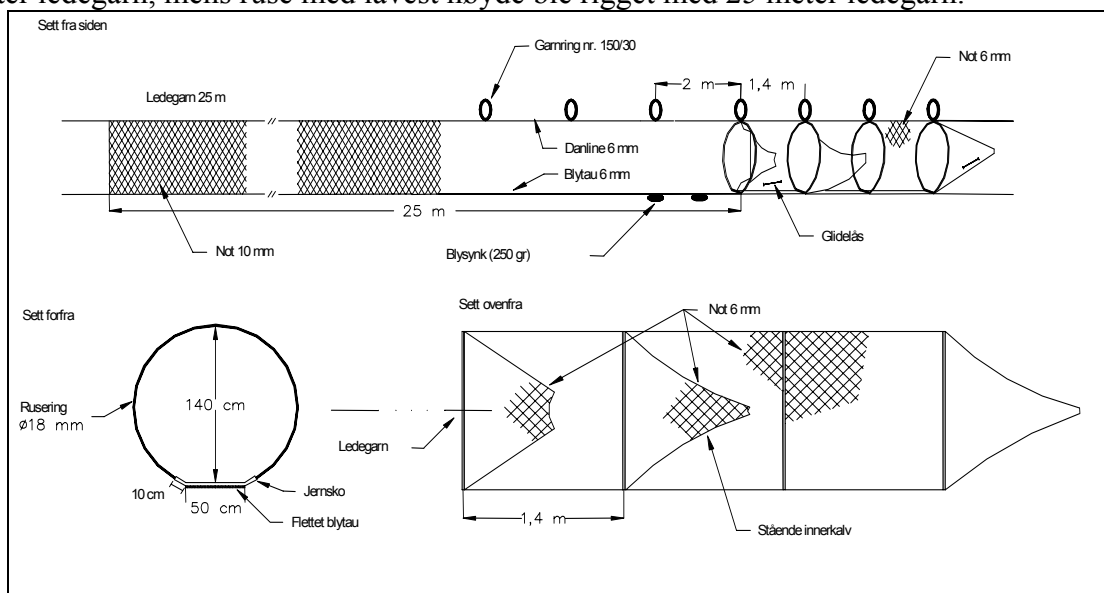 ter ledegarn, mens ruse med lavest høyde ble rigget med 25 meter ledegarn.
Sett fra siden
Garnring nr. 150/30
Not 6 mm
2 m
1,4 m
Ledegarn 25 m
Danline 6 mm
Blytau 6 mm
25 m
Glidelås
Not 10 mm
Blysynk (250 gr)
Sett forfra
Sett ovenfra
Not 6 mm
Rusering
ø18 mm
140 cm
Ledegarn
10 cm
50 cm
Jernsko
Flettet blytau
1,4 m
Stående innerkalv